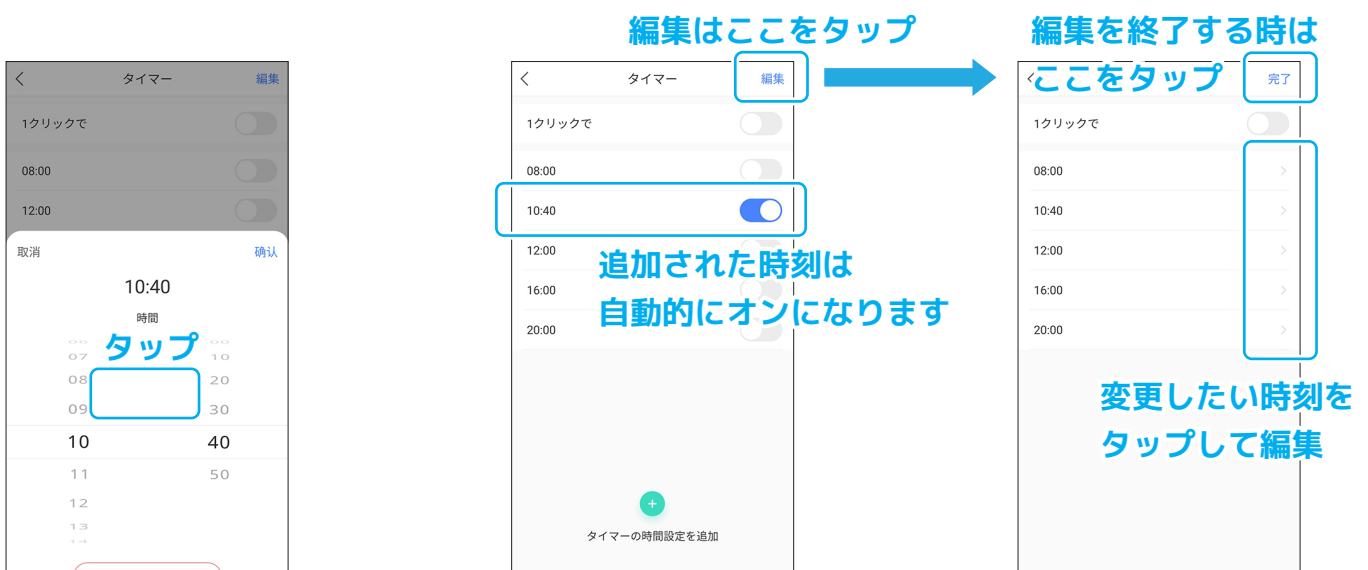 編集はここをタップ
編集を終了する時は
ここをタップ
タイマー
編集
1クリックで
08:00
12:00
取消
确认
10:40
時間
タップ
07
10
08
20
09
30
10
40
11
50
12
13
14
タイマー
編集
1クリックで
08:00
10:40
12:00
追加された時刻は
自動的にオンになります
16:00
20:00
タイマーの時間設定を追加
完了
1クリックで
08:00
10:40
12:00
16:00
20:00
変更したい時刻を
タップして編集